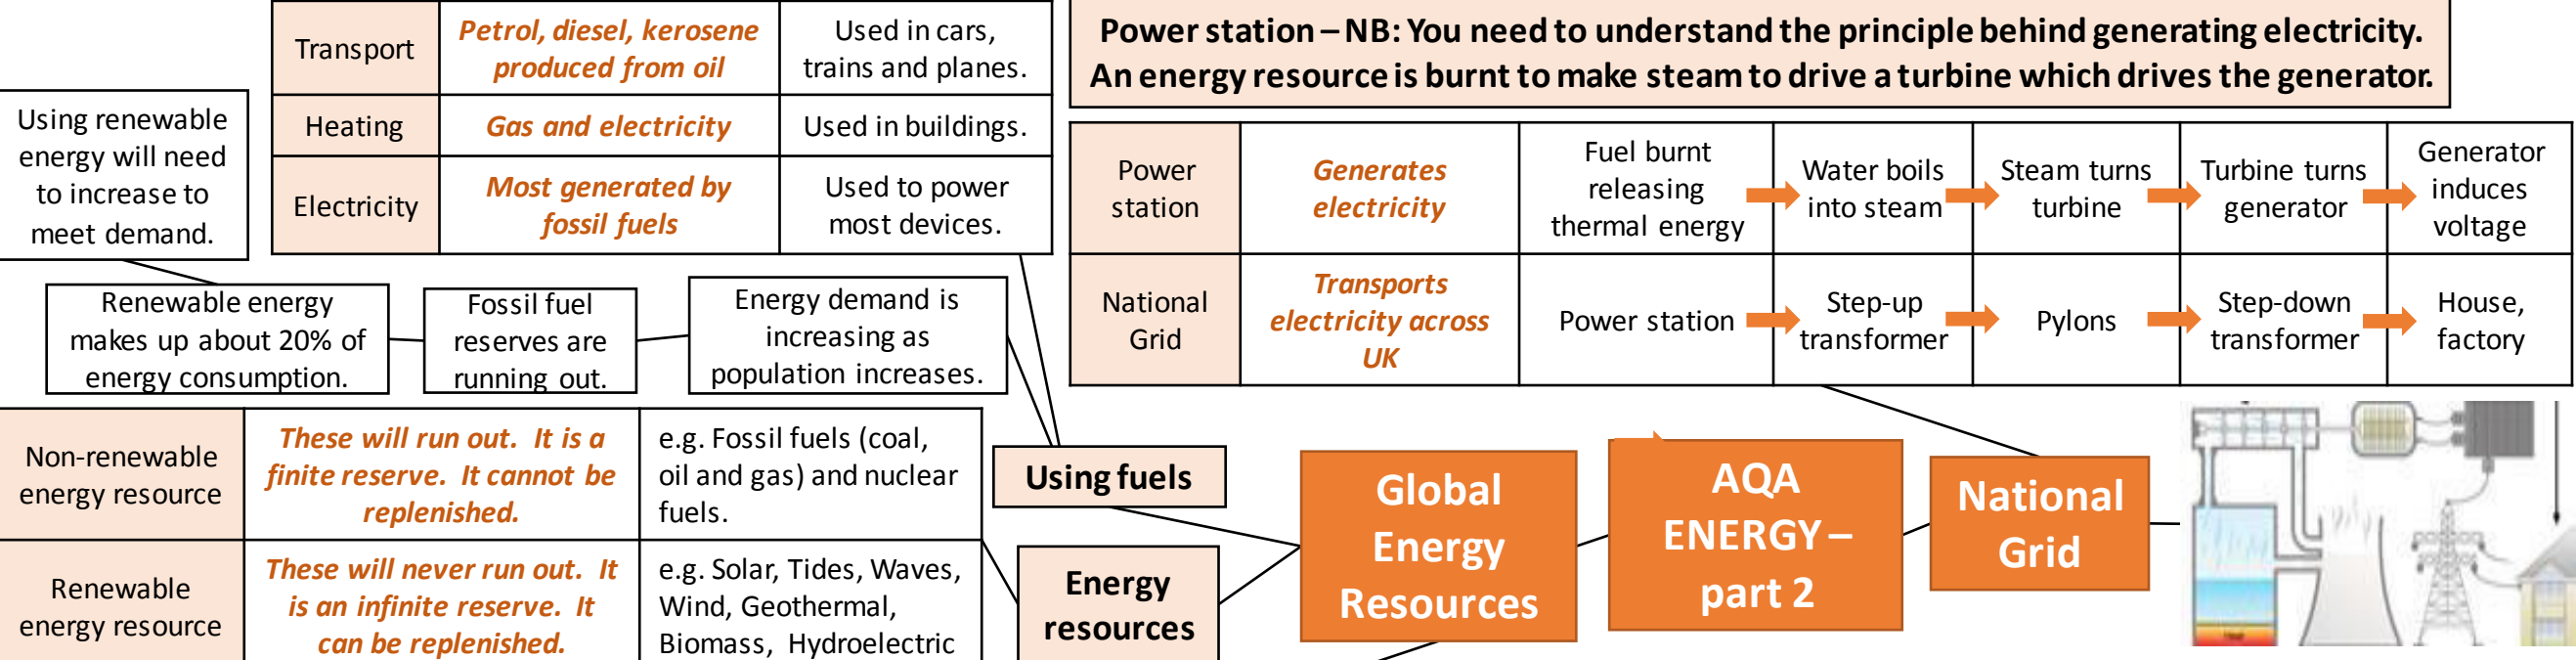 Transport
Petrol, diesel, kerosene
produced from oil
Used in cars,
trains and planes.
Heating
Gas and electricity
Used in buildings.
Electricity
Most generated by
fossil fuels
Used to power
most devices.
Power station – NB: You need to understand the principle behind generating electricity.
An energy resource is burnt to make steam to drive a turbine which drives the generator.
Using renewable
energy will need
to increase to
meet demand.
Power
station
Generates
electricity
Fuel burnt
releasing
thermal energy
Water boils
into steam
Steam turns
turbine
Turbine turns
generator
Generator
induces
voltage
National
Grid
Transports
electricity across
UK
Power station
Step-up
transformer
Pylons
Step-down
transformer
House,
factory
Renewable energy
makes up about 20% of
energy consumption.
Fossil fuel
reserves are
running out.
Energy demand is
increasing as
population increases.
Non-renewable
energy resource
These will run out. It is a
finite reserve. It cannot be
replenished.
e.g. Fossil fuels (coal,
oil and gas) and nuclear
fuels.
Renewable
energy resource
These will never run out. It
is an infinite reserve. It
can be replenished.
e.g. Solar, Tides, Waves,
Wind, Geothermal,
Biomass, Hydroelectric
Using fuels
Energy
resources
Global
Energy
Resources
AQA
ENERGY –
part 2
National
Grid